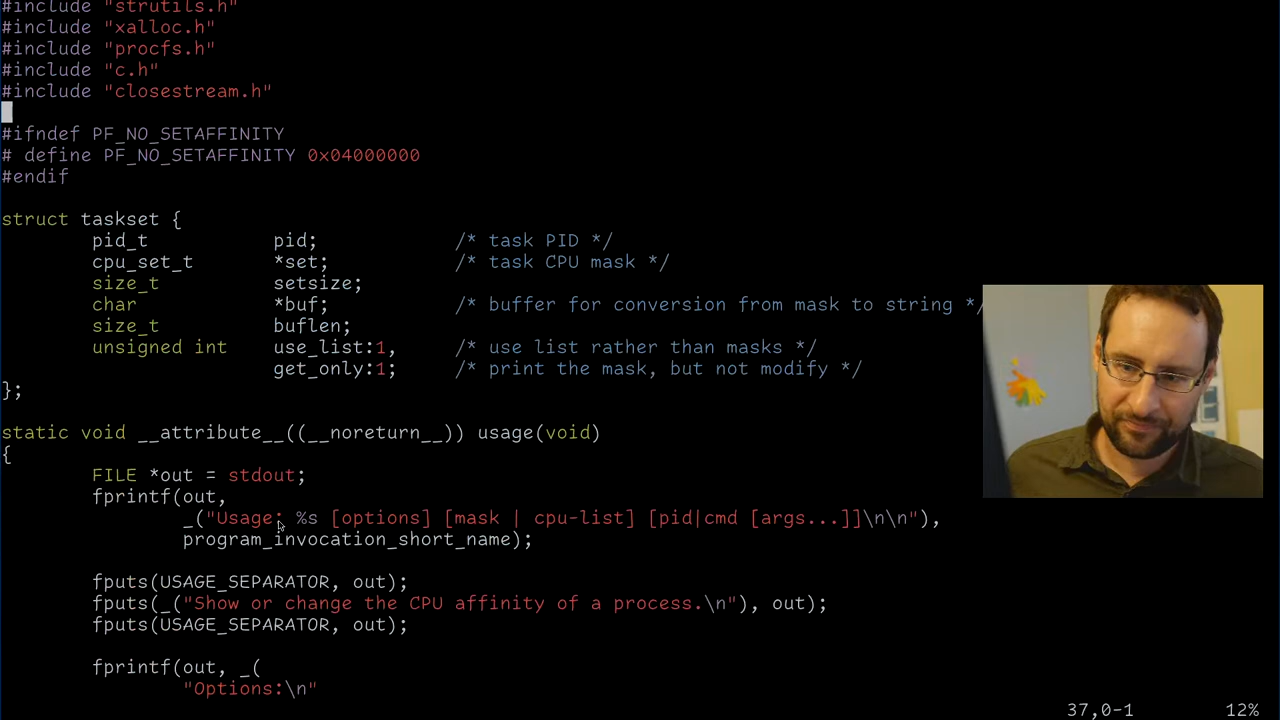 #include "strutils.h"
#include "xalloc.h"
#include "procfs.h"
#include "c.h"
#include "closestream.h"
#ifndef PF_NO_SETAFFINITY
# define PF_NO_SETAFFINITY 0x04000000
#endif
struct taskset {
pid_t pid; /* task PID */
cpu_set_t *set; /* task CPU mask */
size_t setsize;
char *buf; /* buffer for conversion from mask to string */
size_t buflen;
unsigned int use_list:1, /* use list rather than masks */
get_only:1; /* print the mask, but not modify */
};
static void __attribute__((__noreturn__)) usage(void)
{
FILE *out = stdout;
fprintf(out,
_("Usage: %s [options] [mask | cpu-list] [pid|cmd [args...]]\n\n"),
program_invocation_short_name);
fputs(USAGE_SEPARATOR, out);
fputs(_("Show or change the CPU affinity of a process.\n"), out);
fputs(USAGE_SEPARATOR, out);
fprintf(out, _(
"Options:\n"
37,0-1 12%